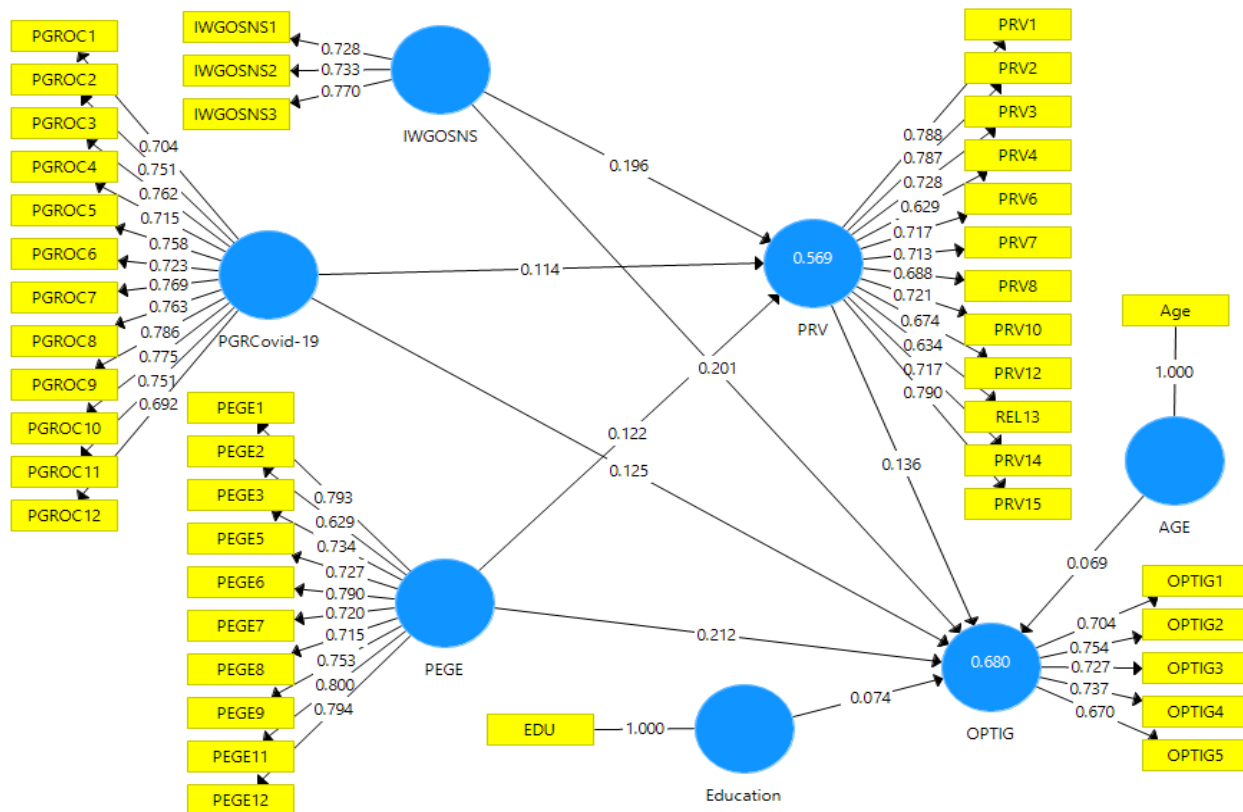 PGROC1
PGROC2
PGROC3
PGROC4
PGROC5
PGROC6
PGROC7
PGROC8
PGROC9
PGROC10
PGROC11
PGROC12
0.704
0.751
0.762
0.715
0.758
0.723
0.769
0.763
0.786
0.775
0.751
0.692
PGRCovid-19
IWGOSNS1
IWGOSNS2
IWGOSNS3
0.728
0.733
0.770
IWGOSNS
0.196
0.201
0.114
0.125
PEGE1
PEGE2
PEGE3
PEGE5
PEGE6
PEGE7
PEGE8
PEGE9
PEGE11
PEGE12
0.793
0.629
0.734
0.727
0.790
0.720
0.715
0.753
0.800
0.794
PEGE
0.122
0.212
0.569
PRV
0.136
PRV1
PRV2
PRV3
PRV4
PRV6
PRV7
PRV8
PRV10
PRV12
REL13
PRV14
PRV15
0.788
0.787
0.728
0.629
0.717
0.713
0.688
0.721
0.674
0.634
0.717
0.790
Age
1.000
AGE
0.069
EDU
1.000
Education
0.074
0.680
OPTIG
0.704
0.754
0.727
0.737
0.670
OPTIG1
OPTIG2
OPTIG3
OPTIG4
OPTIG5